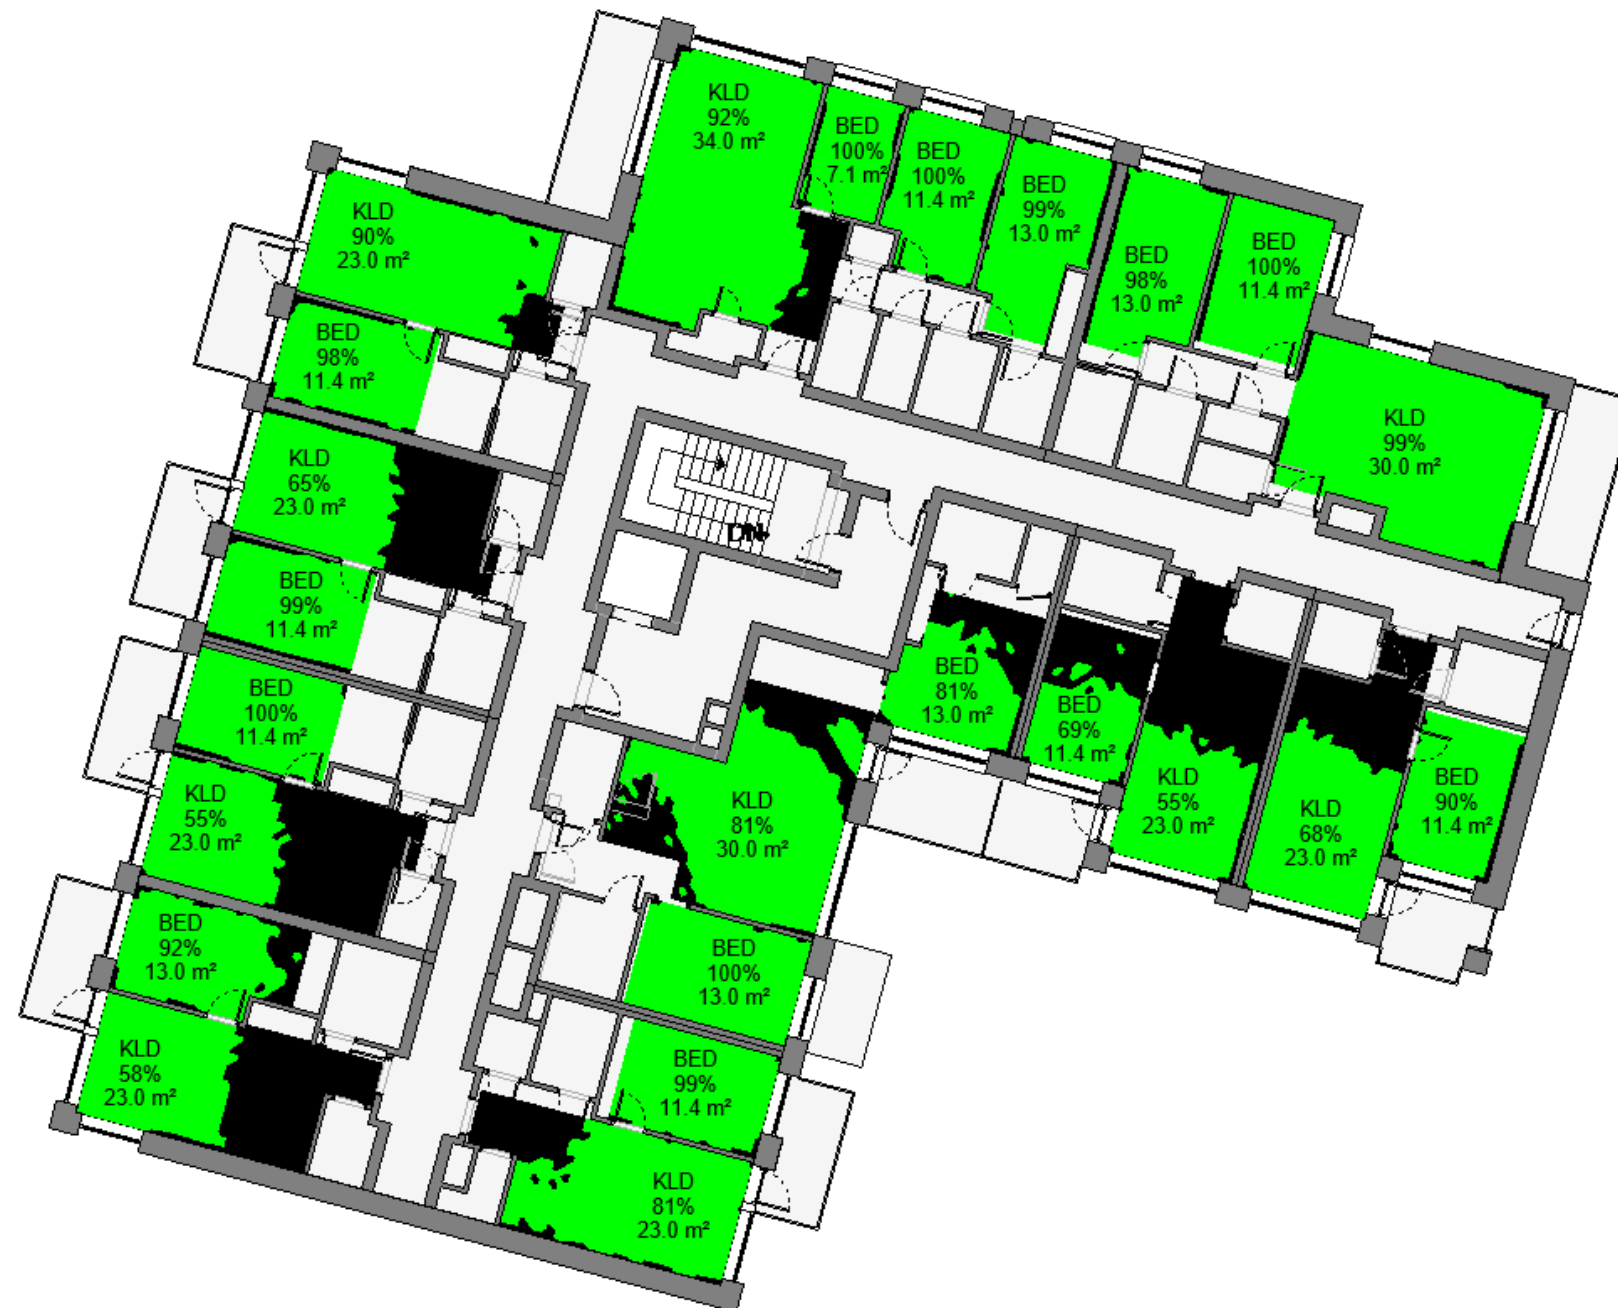 KLD
92%
34.0 m²
BED
100%
7.1 m²
BED
100%
11.4 m²
BED
99%
13.0 m²
BED
98%
13.0 m²
BED
100%
11.4 m²
KLD
90%
23.0 m²
BED
98%
11.4 m²
KLD
99%
30.0 m²
KLD
65%
23.0 m²
DN
BED
99%
11.4 m²
BED
100%
11.4 m²
BED
81%
13.0 m²
BED
69%
11.4 m²
KLD
55%
23.0 m²
KLD
81%
30.0 m²
KLD
55%
23.0 m²
KLD
68%
23.0 m²
BED
90%
11.4 m²
BED
92%
13.0 m²
BED
100%
13.0 m²
KLD
58%
23.0 m²
BED
99%
11.4 m²
KLD
81%
23.0 m²